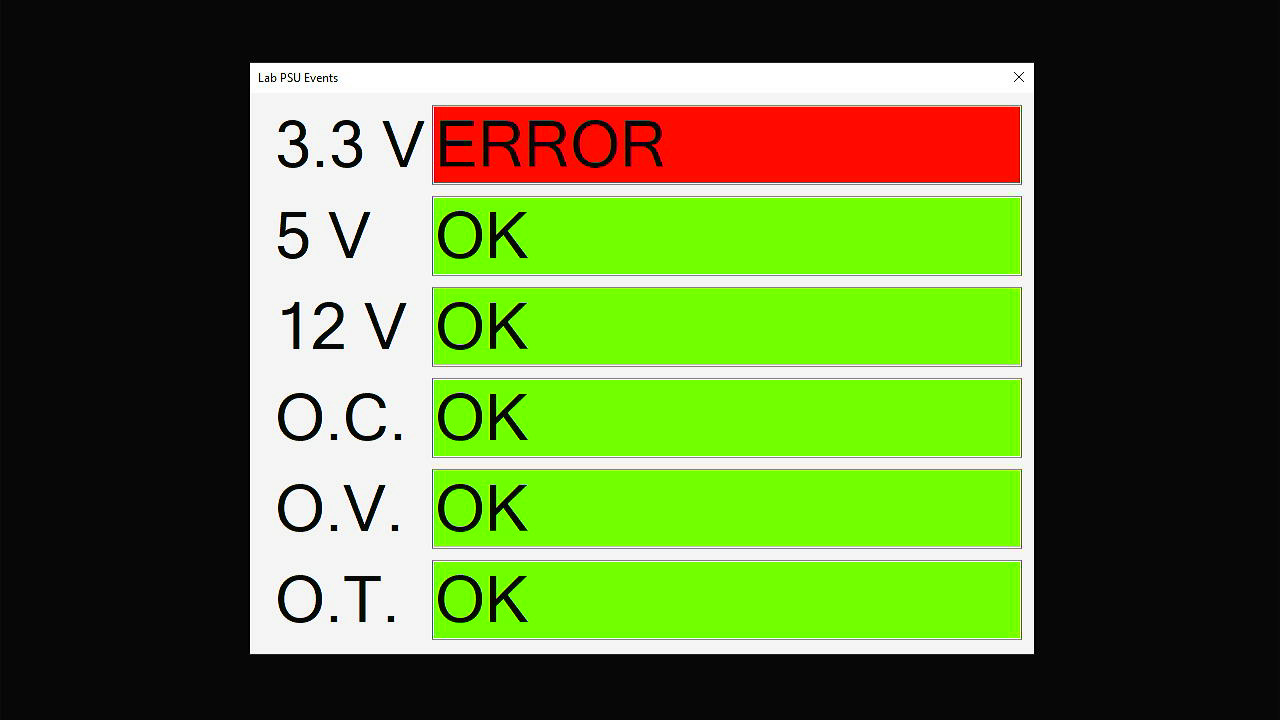 Lab PSU Events
3.3 V ERROR
5 V OK
12 V OK
O.C. OK
O.V. OK
O.T. OK